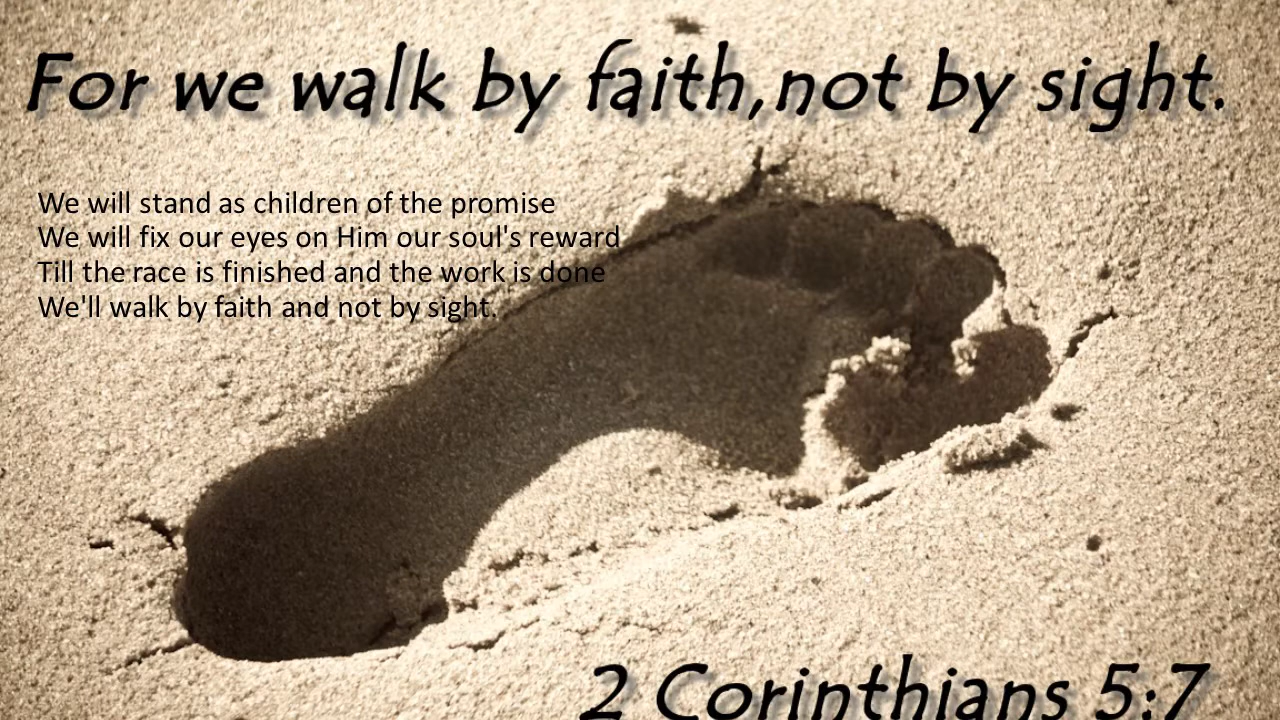 For we walk by faith,not by sight.
We will stand as children of the promise
We will fix our eyes on Him our soul's reward
Till the race is finished and the work is done
We'll walk by faith and not by sight.
2 Corinthians 5:7